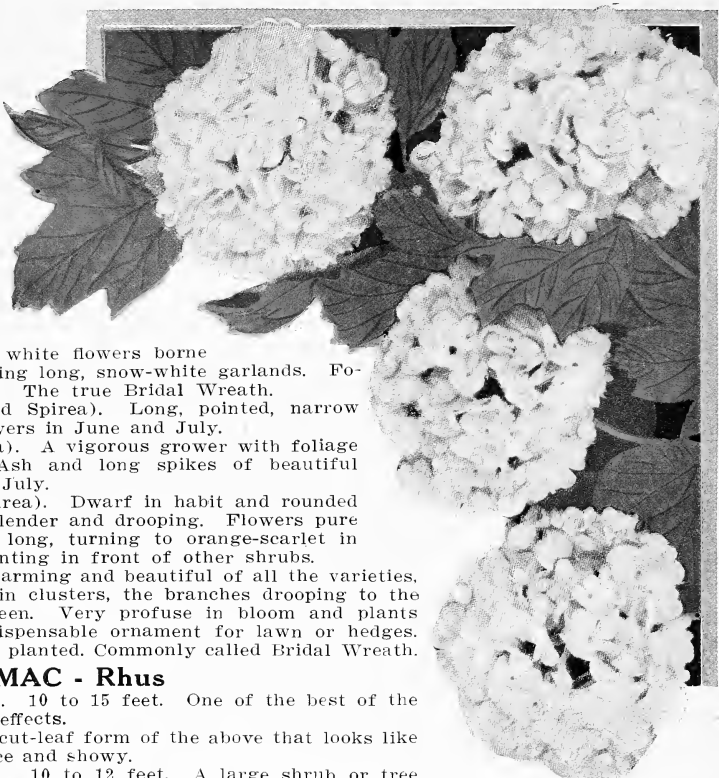 white flowers borne
ing long, snow-white garlands. Fo-
The true Bridal Wreath.
d Spirea). Long, pointed, narrow
vers in June and July.
a). A vigorous grower with foliage
Ash and long spikes of beautiful
July.
irea). Dwarf in habit and rounded
lender and drooping. Flowers pure
long, turning to orange-scarlet in
nting in front of other shrubs.
arming and beautiful of all the varieties,
in clusters, the branches drooping to the
een. Very profuse in bloom and plants
dispensable ornament for lawn or hedges.
planted. Commonly called Bridal Wreath.
MAC - Rhus
. 10 to 15 feet. One of the best of the
effects.
cut-leaf form of the above that looks like
ce and showy.
10 to 12 feet. A large shrub or tree